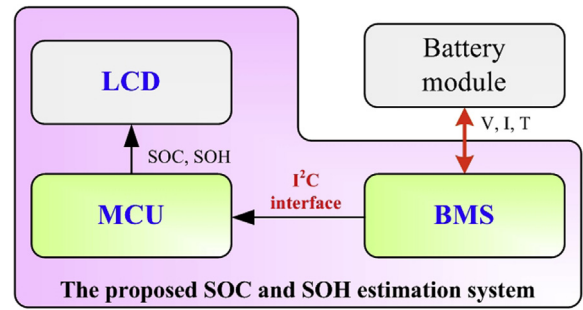 LCD
Battery
module
V, I, T
SOC, SOH
I²C
interface
MCU
BMS
The proposed SOC and SOH estimation system